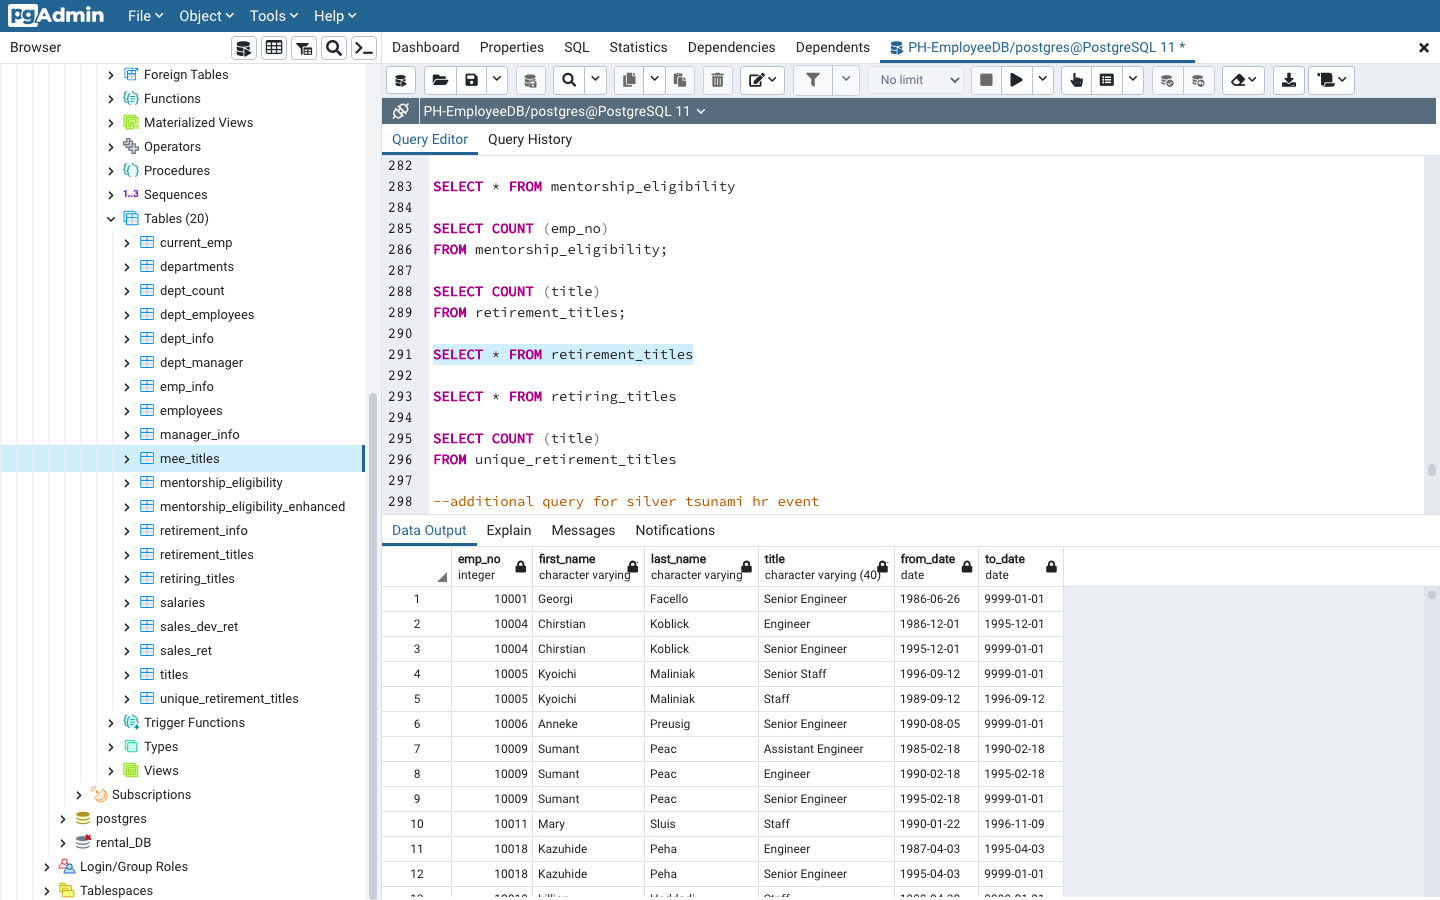 pgAdmin File Object Tools Help
Browser
Dashboard Properties SQL Statistics Dependencies Dependents PH-EmployeeDB/postgres@PostgreSQL 11 *
No limit
PH-EmployeeDB/postgres@PostgreSQL 11
Query Editor Query History
Foreign Tables
Functions
Materialized Views
Operators
Procedures
1..3 Sequences
Tables (20)
current_emp
departments
dept_count
dept_employees
dept_info
dept_manager
emp_info
employees
manager_info
mee_titles
mentorship_eligibility
mentorship_eligibility_enhanced
retirement_info
retirement_titles
retiring_titles
salaries
sales_dev_ret
sales_ret
titles
unique_retirement_titles
Trigger Functions
Types
Views
Subscriptions
postgres
rental_DB
Login/Group Roles
Tablespaces
282
283 SELECT * FROM mentorship_eligibility
284
285 SELECT COUNT (emp_no)
286 FROM mentorship_eligibility;
287
288 SELECT COUNT (title)
289 FROM retirement_titles;
290
291 SELECT * FROM retirement_titles
292
293 SELECT * FROM retiring_titles
294
295 SELECT COUNT (title)
296 FROM unique_retirement_titles
297
298 --additional query for silver tsunami hr event
Data Output Explain Messages Notifications
emp_no first_name last_name title from_date to_date
integer character varying character varying character varying (40) date date
1 10001 Georgi Facello Senior Engineer 1986-06-26 9999-01-01
2 10004 Chirstian Koblick Engineer 1986-12-01 1995-12-01
3 10004 Chirstian Koblick Senior Engineer 1995-12-01 9999-01-01
4 10005 Kyoichi Maliniak Senior Staff 1996-09-12 9999-01-01
5 10005 Kyoichi Maliniak Staff 1989-09-12 1996-09-12
6 10006 Anneke Preusig Senior Engineer 1990-08-05 9999-01-01
7 10009 Sumant Peac Assistant Engineer 1985-02-18 1990-02-18
8 10009 Sumant Peac Engineer 1990-02-18 1995-02-18
9 10009 Sumant Peac Senior Engineer 1995-02-18 9999-01-01
10 10011 Mary Sluis Staff 1990-01-22 1996-11-09
11 10018 Kazuhide Peha Engineer 1987-04-03 1995-04-03
12 10018 Kazuhide Peha Senior Engineer 1995-04-03 9999-01-01